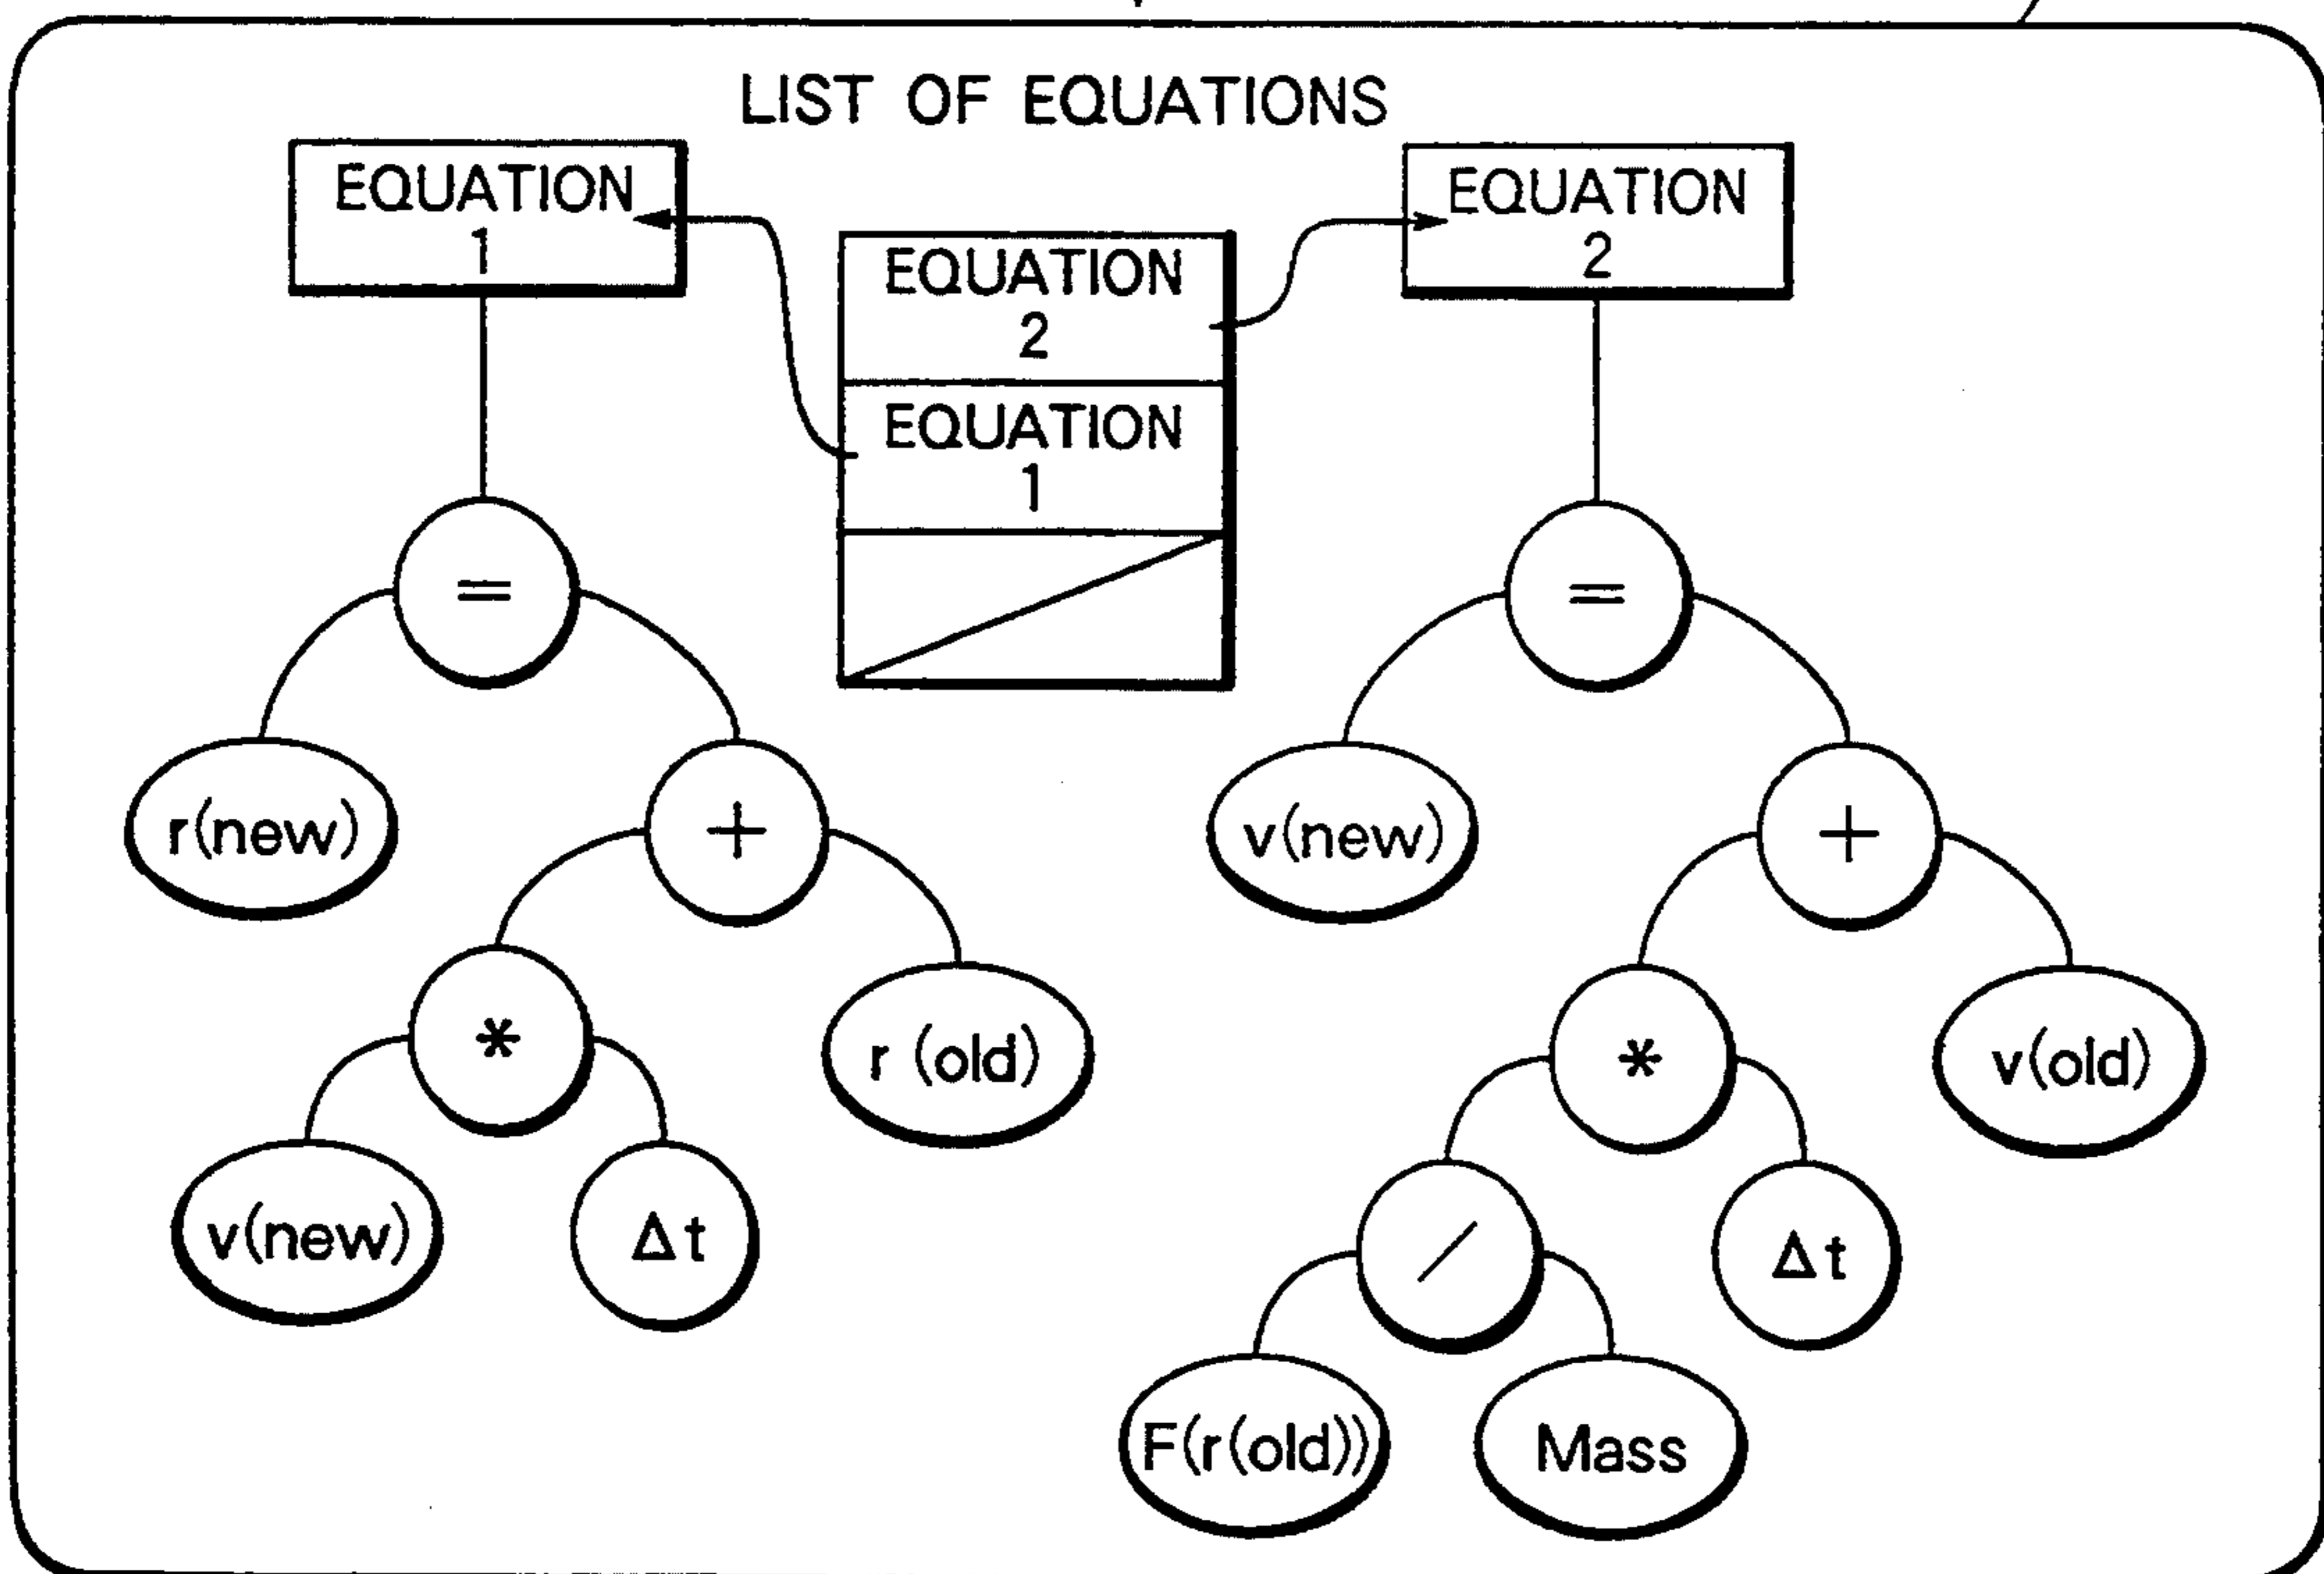 LIST OF EQUATIONS
EQUATION
1
EQUATION
2
EQUATION
2
EQUATION
1
=
=
r(new)
+
v(new)
+
*
r (old)
*
v(old)
v(new)
Δt
/
Δt
F(r(old))
Mass